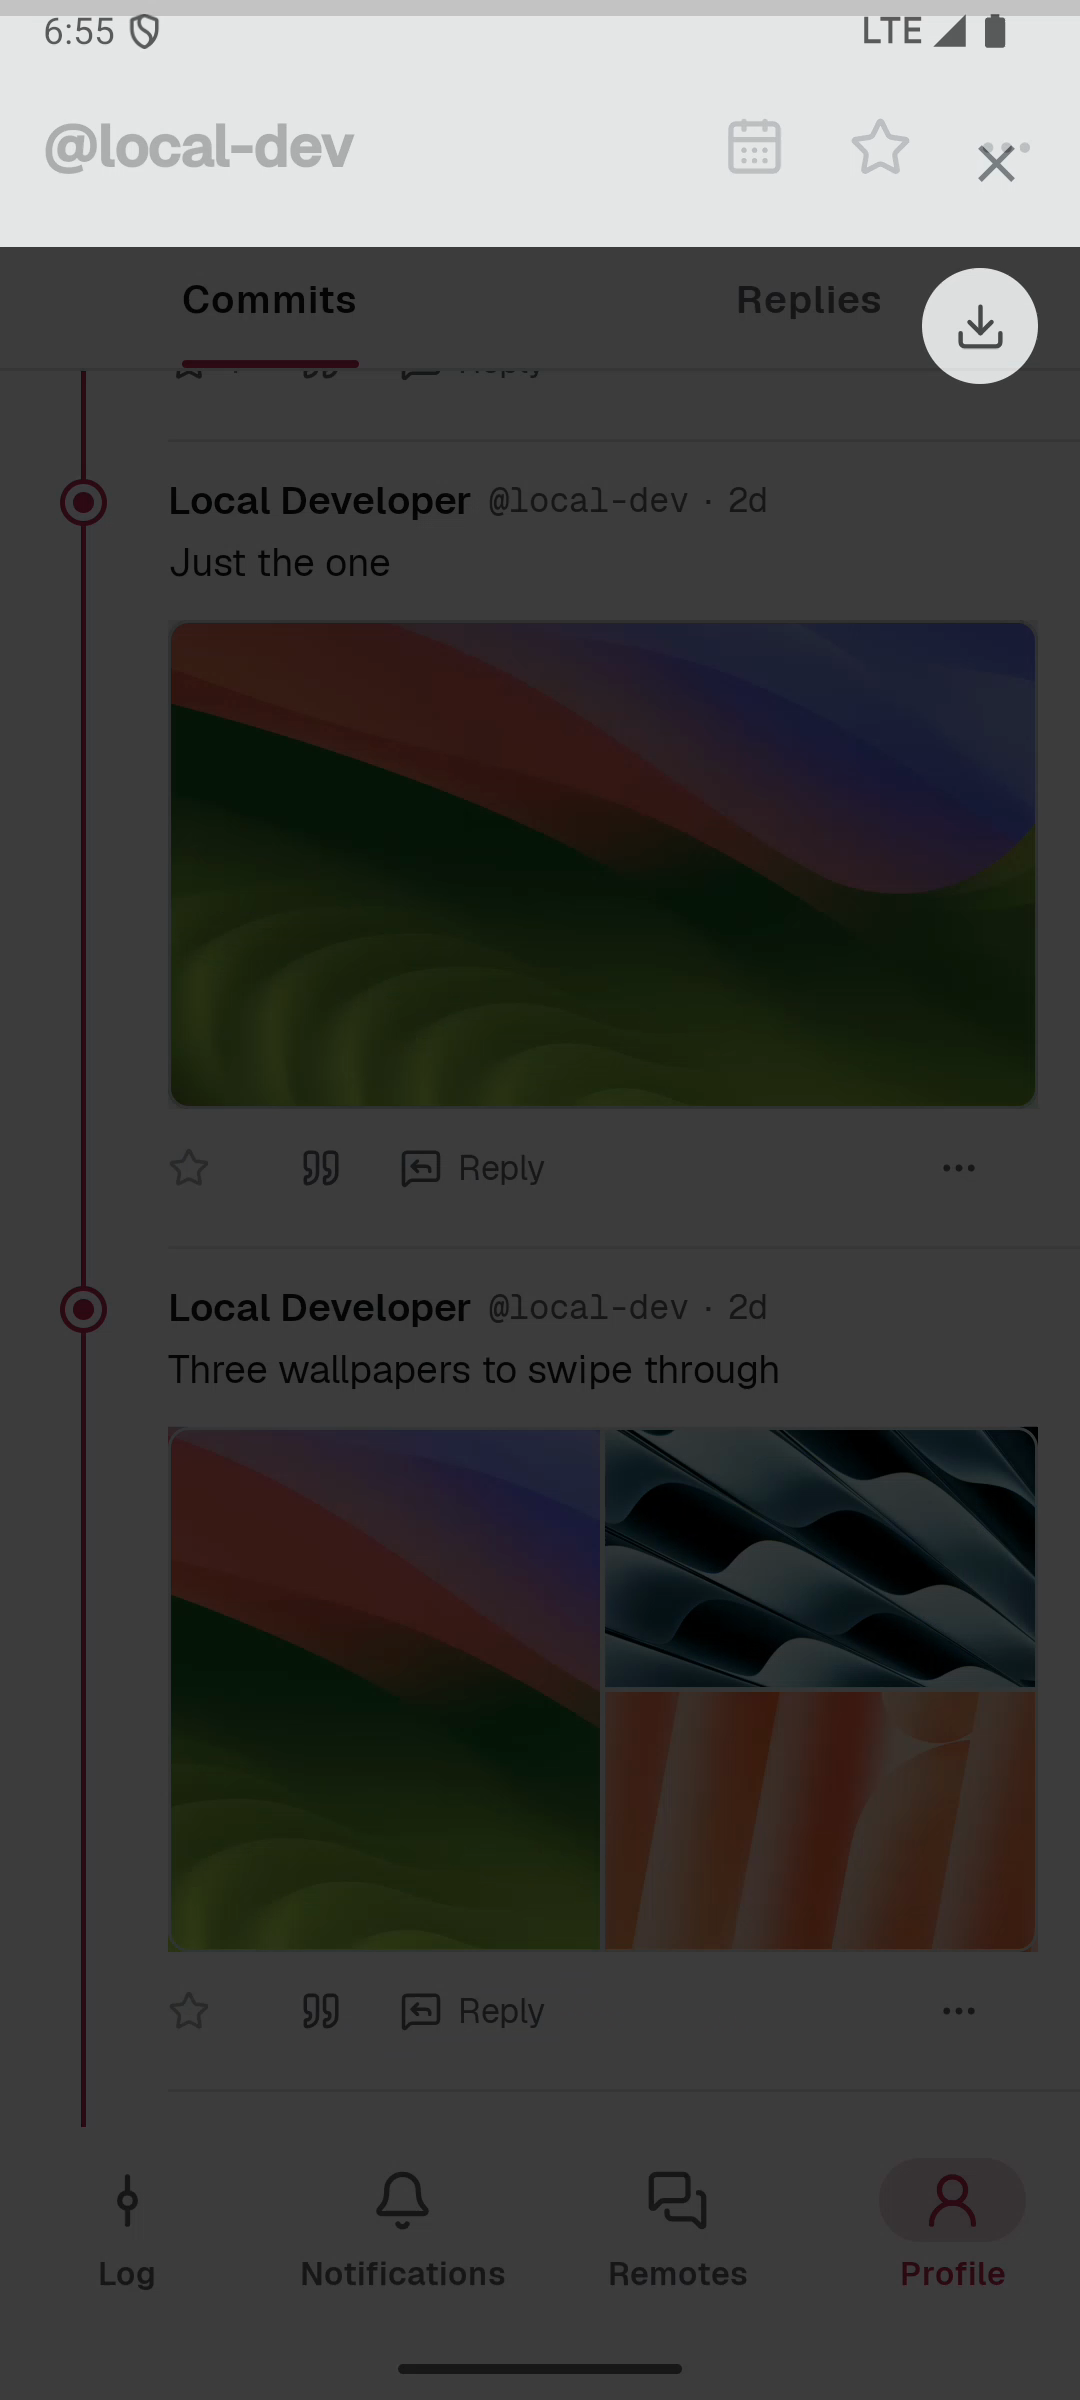 6:55 LTE
@local-dev
Commits Replies
Reply
Local Developer @local-dev · 2d
Just the one
Reply
Local Developer @local-dev · 2d
Three wallpapers to swipe through
Reply
Log Notifications Remotes Profile